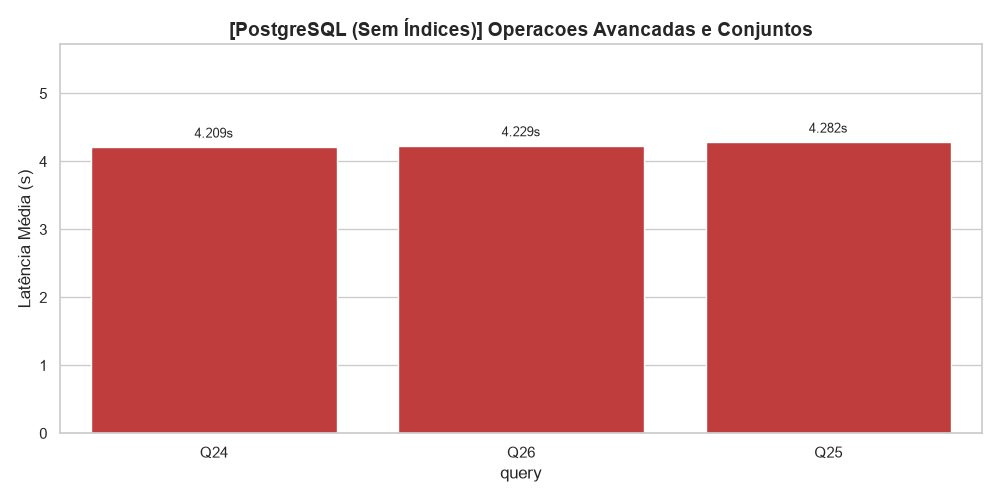 [PostgreSQL (Sem Índices)] Operacoes Avancadas e Conjuntos
Latência Média (s)
5
4
3
2
1
0
4.209s
4.229s
4.282s
Q24
Q26
Q25
query